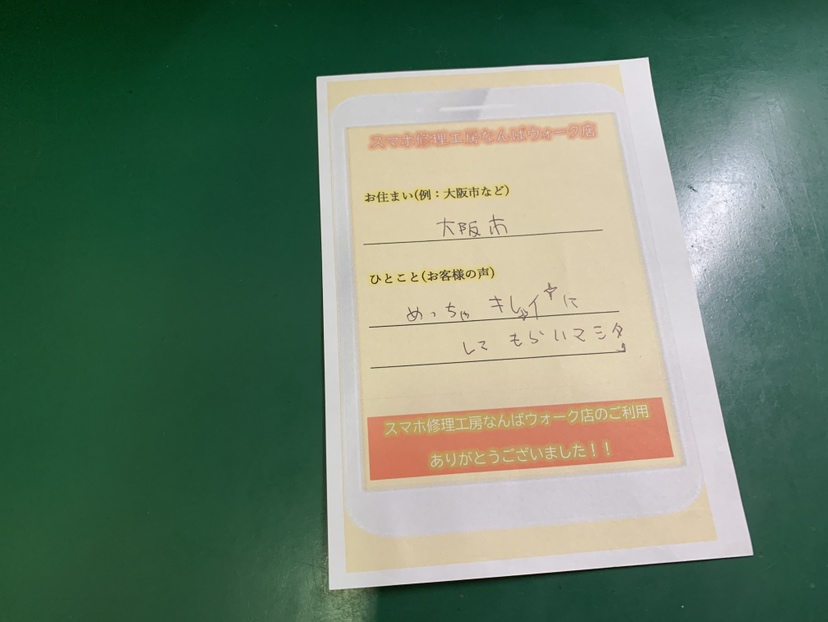 スマホ修理工房なんばウォーク店
お住まい(例：大阪市など)
大阪市
ひとこと(お客様の声)
めっちゃ キレイに
してもらいマシタ
スマホ修理工房なんばウォーク店のご利用
ありがとうございました！！